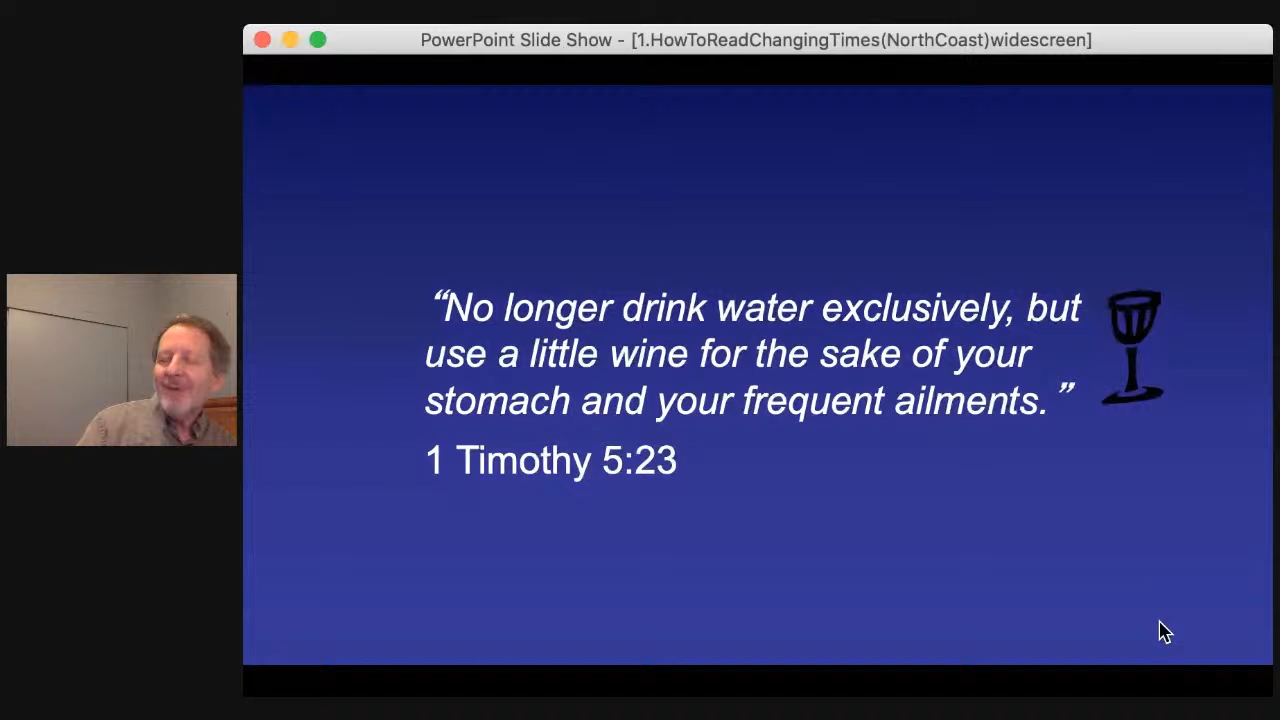 PowerPoint Slide Show - [1.HowToReadChangingTimes(NorthCoast)widescreen]
“No longer drink water exclusively, but
use a little wine for the sake of your
stomach and your frequent ailments.”
1 Timothy 5:23